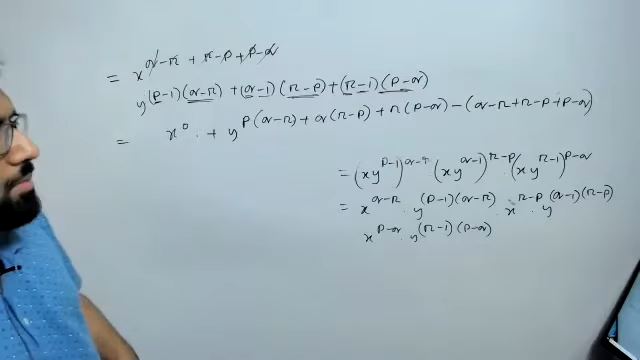 = x^{q-r + r-p + p-q}
y^{(p-1)(q-r) + (q-1)(r-p) + (r-1)(p-q)}
= x^0 . + y^{p(q-r) + q(r-p) + r(p-q) - (q-r+r-p+p-q)}
= (xy^{p-1})^{q-r} . (xy^{q-1})^{r-p} . (xy^{r-1})^{p-q}
= x^{q-r} . y^{(p-1)(q-r)} . x^{r-p} . y^{(q-1)(r-p)}
x^{p-q} . y^{(r-1)(p-q)}